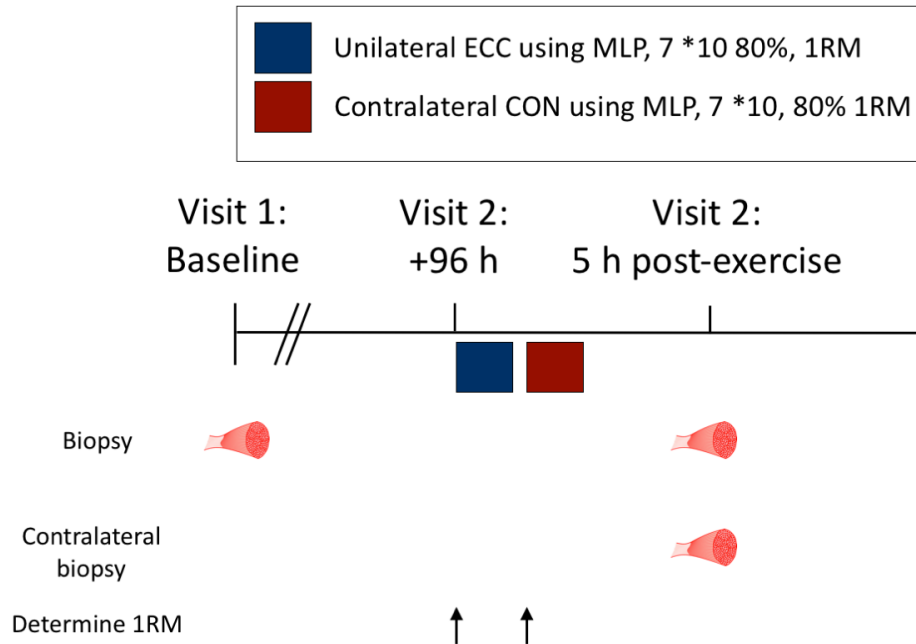 Unilateral ECC using MLP, 7 *10 80%, 1RM
Contralateral CON using MLP, 7 *10, 80% 1RM
Visit 1:
Baseline
Visit 2:
+96 h
Visit 2:
5 h post-exercise
Biopsy
Contralateral
biopsy
Determine 1RM